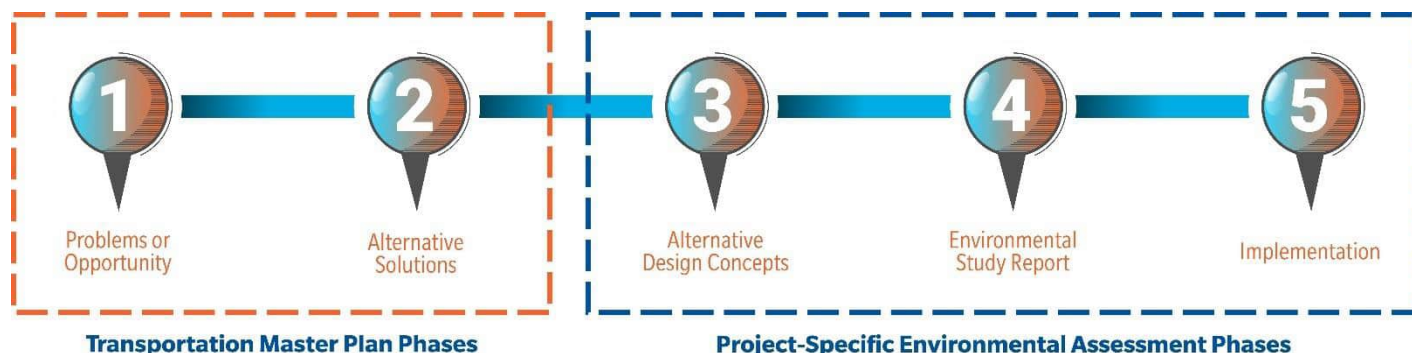 1
2
3
4
5
Problems or
Opportunity
Alternative
Solutions
Alternative
Design Concepts
Environmental
Study Report
Implementation
Transportation Master Plan Phases
Project-Specific Environmental Assessment Phases